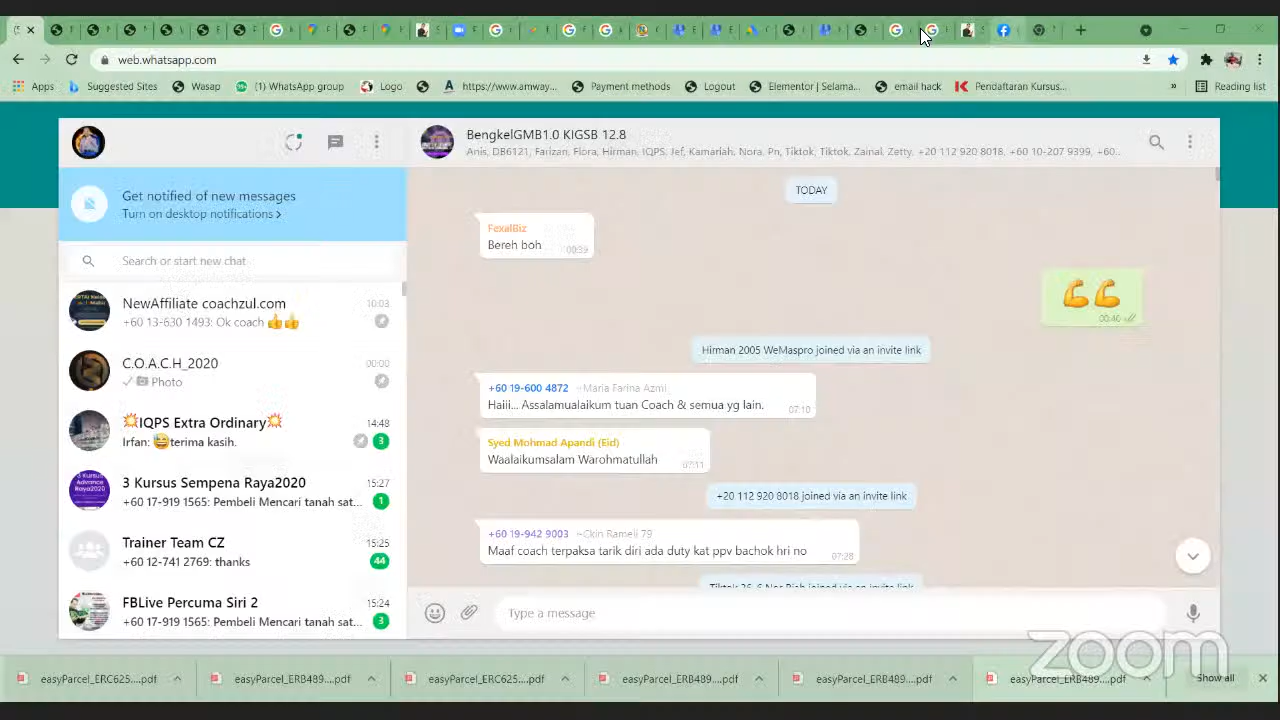 web.whatsapp.com
Apps
Suggested Sites
Wasap
(1) WhatsApp group
Logo
https://www.amway...
Payment methods
Logout
Elementor | Selama...
email hack
Pendaftaran Kursus...
»
Reading list
BengkelGMB1.0 KIGSB 12.8
Anis, DB6121, Farizan, Flora, Hirman, IQPS, Jef, Kamariah, Nora, Pn, Tiktok, Tiktok, Zainal, Zetty, +20 112 920 8018, +60 10-207 9399, +60...
Get notified of new messages
Turn on desktop notifications >
Search or start new chat
NewAffiliate coachzul.com
10:03
+60 13-630 1493: Ok coach 👍👍
C.O.A.C.H_2020
00:00
Photo
💥IQPS Extra Ordinary💥
14:48
Irfan: 😅terima kasih.
3
3 Kursus Sempena Raya2020
15:27
+60 17-919 1565: Pembeli Mencari tanah sat...
1
Trainer Team CZ
15:25
+60 12-741 2769: thanks
44
FBLive Percuma Siri 2
15:24
+60 17-919 1565: Pembeli Mencari tanah sat...
3
TODAY
FexalBiz
Bereh boh
00:39
💪💪
00:40
Hirman 2005 WeMaspro joined via an invite link
+60 19-600 4872 ~Maria Farina Azmi
Haiii... Assalamualaikum tuan Coach & semua yg lain.
07:10
Syed Mohmad Apandi (Eid)
Waalaikumsalam Warohmatullah
07:11
+20 112 920 8018 joined via an invite link
+60 19-942 9003 ~Ckin Rameli 79
Maaf coach terpaksa tarik diri ada duty kat ppv bachok hri no
07:28
joined via an invite link
Type a message
zoom
easyParcel_ERC625....pdf
easyParcel_ERB489....pdf
easyParcel_ERC625....pdf
easyParcel_ERB489....pdf
easyParcel_ERB489....pdf
easyParcel_ERB489....pdf
Show all